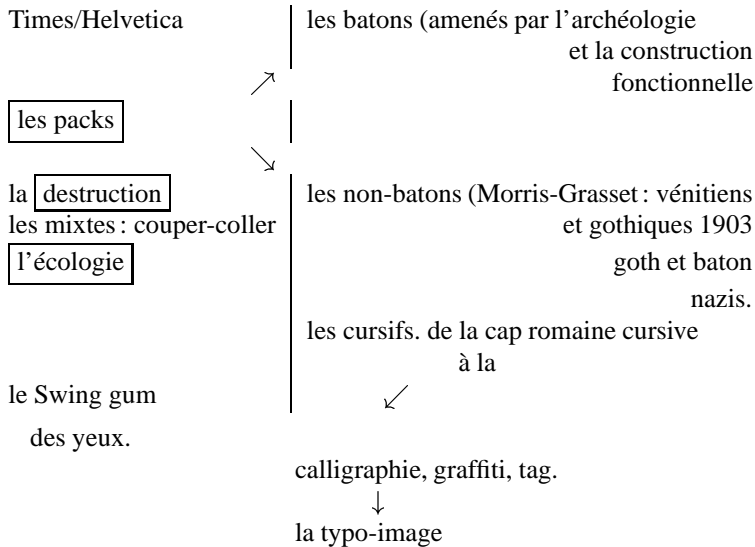 Times/Helvetica
les batons (amenés par l'archéologie
et la construction
fonctionnelle
les packs
la destruction
les non-batons (Morris-Grasset : vénitiens
les mixtes : couper-coller
et gothiques 1903
l'écologie
goth et baton
nazis.
les cursifs. de la cap romaine cursive
à la
le Swing gum
des yeux.
calligraphie, graffiti, tag.
la typo-image